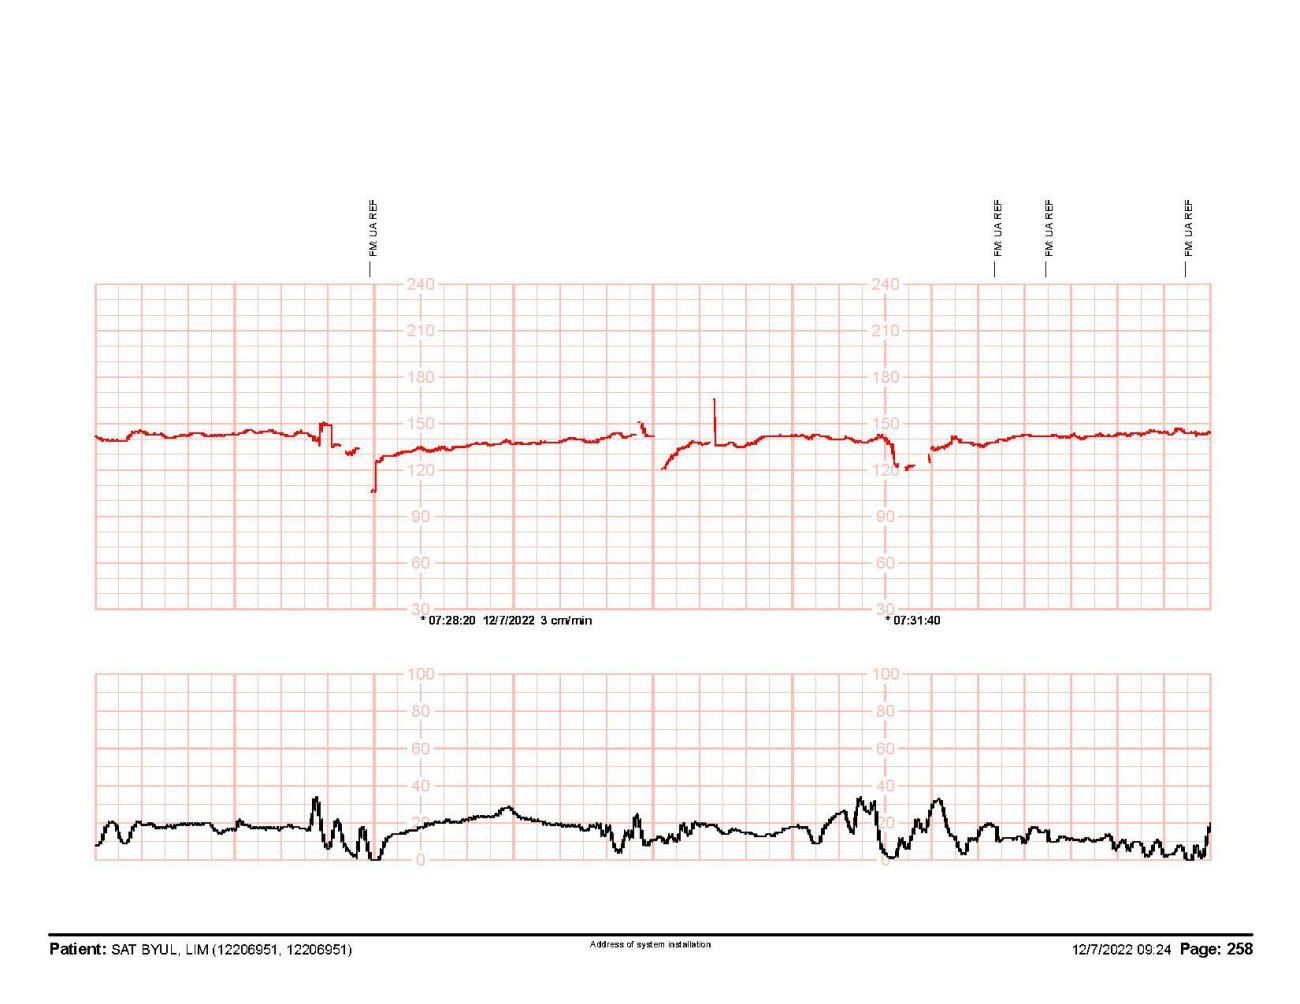 FM: UA REF
FM: UA REF
FM: UA REF
FM: UA REF
240 240
210 210
180 180
150 150
120 120
90 90
60 60
30 30
* 07:28:20 12/7/2022 3 cm/min * 07:31:40
100 100
80 80
60 60
40 40
20 20
0 0
Patient: SAT BYUL, LIM (12206951, 12206951) Address of system installation 12/7/2022 09:24 Page: 258